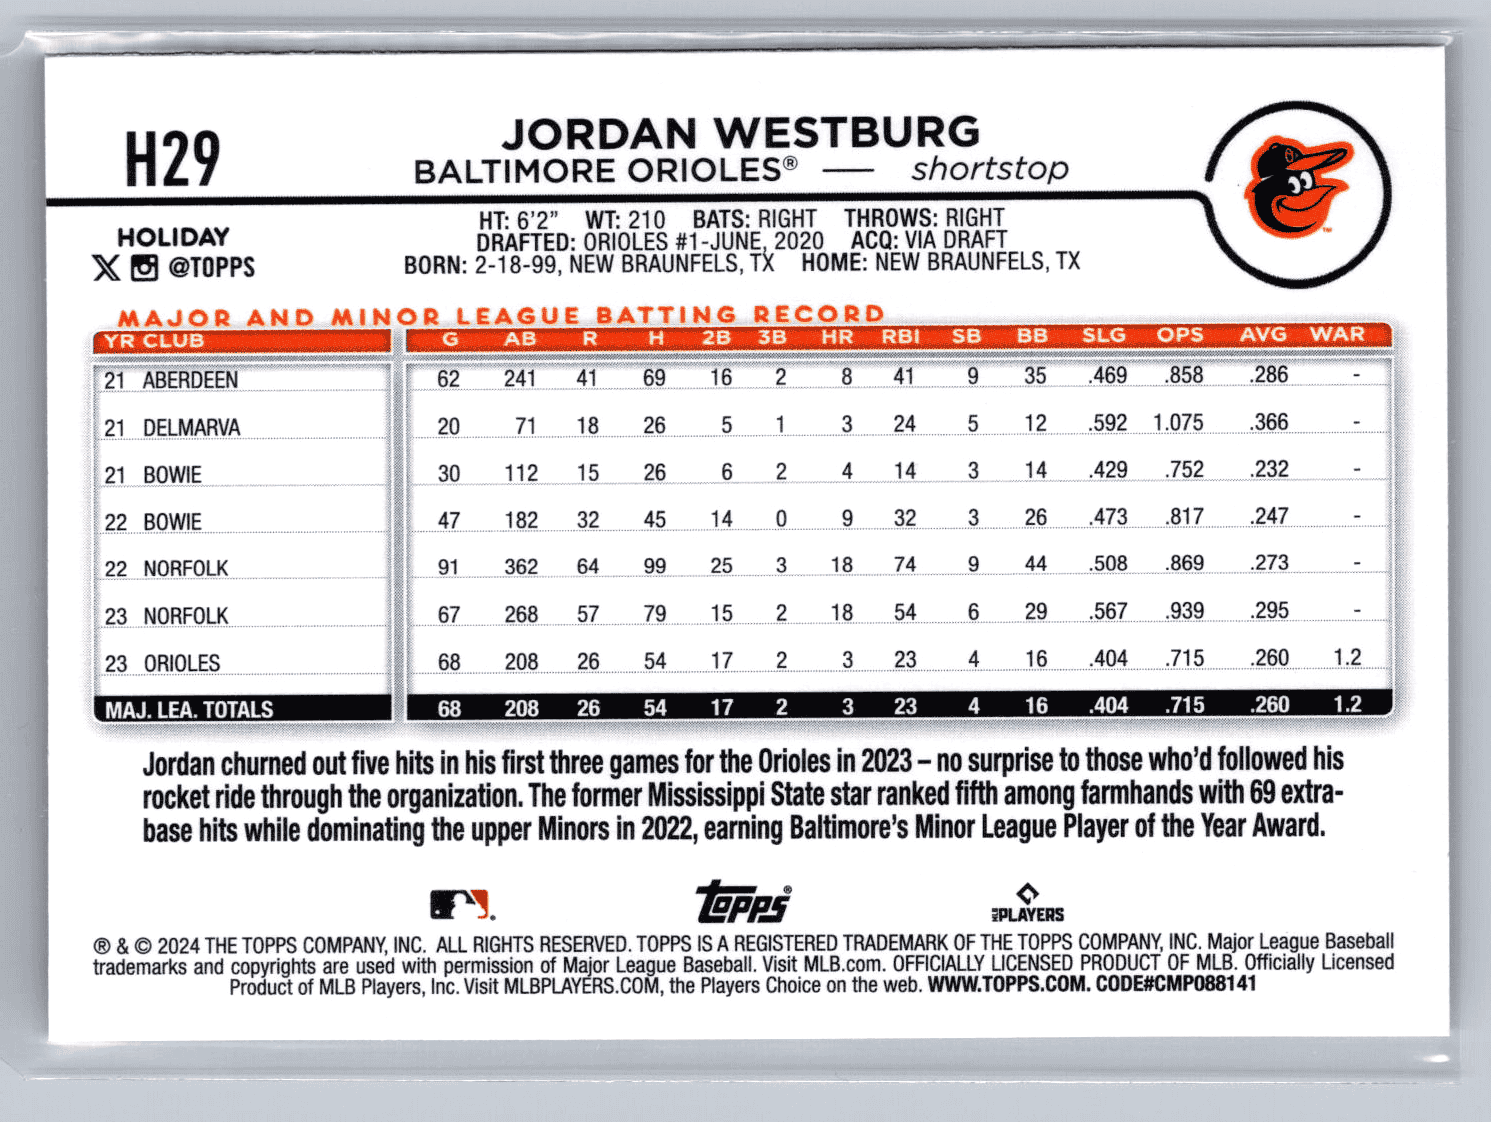 H29
JORDAN WESTBURG
BALTIMORE ORIOLES® — shortstop
HOLIDAY
@TOPPS
HT: 6'2" WT: 210 BATS: RIGHT THROWS: RIGHT
DRAFTED: ORIOLES #1-JUNE, 2020 ACQ: VIA DRAFT
BORN: 2-18-99, NEW BRAUNFELS, TX HOME: NEW BRAUNFELS, TX
MAJOR AND MINOR LEAGUE BATTING RECORD
YR CLUB G AB R H 2B 3B HR RBI SB BB SLG OPS AVG WAR
21 ABERDEEN 62 241 41 69 16 2 8 41 9 35 .469 .858 .286 -
21 DELMARVA 20 71 18 26 5 1 3 24 5 12 .592 1.075 .366 -
21 BOWIE 30 112 15 26 6 2 4 14 3 14 .429 .752 .232 -
22 BOWIE 47 182 32 45 14 0 9 32 3 26 .473 .817 .247 -
22 NORFOLK 91 362 64 99 25 3 18 74 9 44 .508 .869 .273 -
23 NORFOLK 67 268 57 79 15 2 18 54 6 29 .567 .939 .295 -
23 ORIOLES 68 208 26 54 17 2 3 23 4 16 .404 .715 .260 1.2
MAJ. LEA. TOTALS 68 208 26 54 17 2 3 23 4 16 .404 .715 .260 1.2
Jordan churned out five hits in his first three games for the Orioles in 2023 – no surprise to those who'd followed his
rocket ride through the organization. The former Mississippi State star ranked fifth among farmhands with 69 extra-
base hits while dominating the upper Minors in 2022, earning Baltimore's Minor League Player of the Year Award.
Topps®
MLB PLAYERS
® & © 2024 THE TOPPS COMPANY, INC. ALL RIGHTS RESERVED. TOPPS IS A REGISTERED TRADEMARK OF THE TOPPS COMPANY, INC. Major League Baseball
trademarks and copyrights are used with permission of Major League Baseball. Visit MLB.com. OFFICIALLY LICENSED PRODUCT OF MLB. Officially Licensed
Product of MLB Players, Inc. Visit MLBPLAYERS.COM, the Players Choice on the web. WWW.TOPPS.COM. CODE#CMP088141